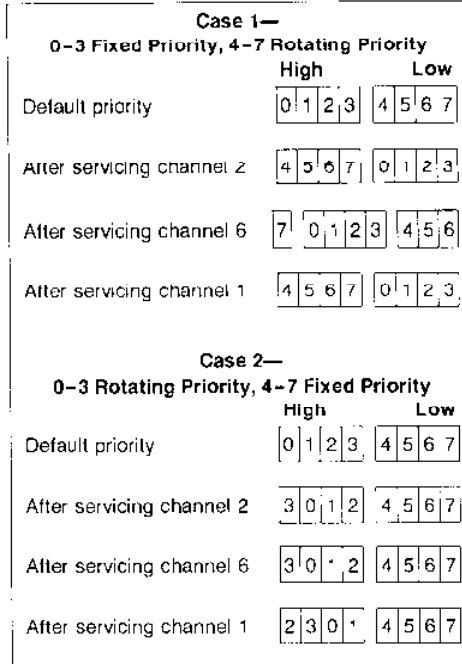 Case 1—
0–3 Fixed Priority, 4–7 Rotating Priority
High Low
Default priority 0 1 2 3 4 5 6 7
After servicing channel 2 4 5 6 7 0 1 2 3
After servicing channel 6 7 0 1 2 3 4 5 6
After servicing channel 1 4 5 6 7 0 1 2 3
Case 2—
0–3 Rotating Priority, 4–7 Fixed Priority
High Low
Default priority 0 1 2 3 4 5 6 7
After servicing channel 2 3 0 1 2 4 5 6 7
After servicing channel 6 3 0 1 2 4 5 6 7
After servicing channel 1 2 3 0 1 4 5 6 7